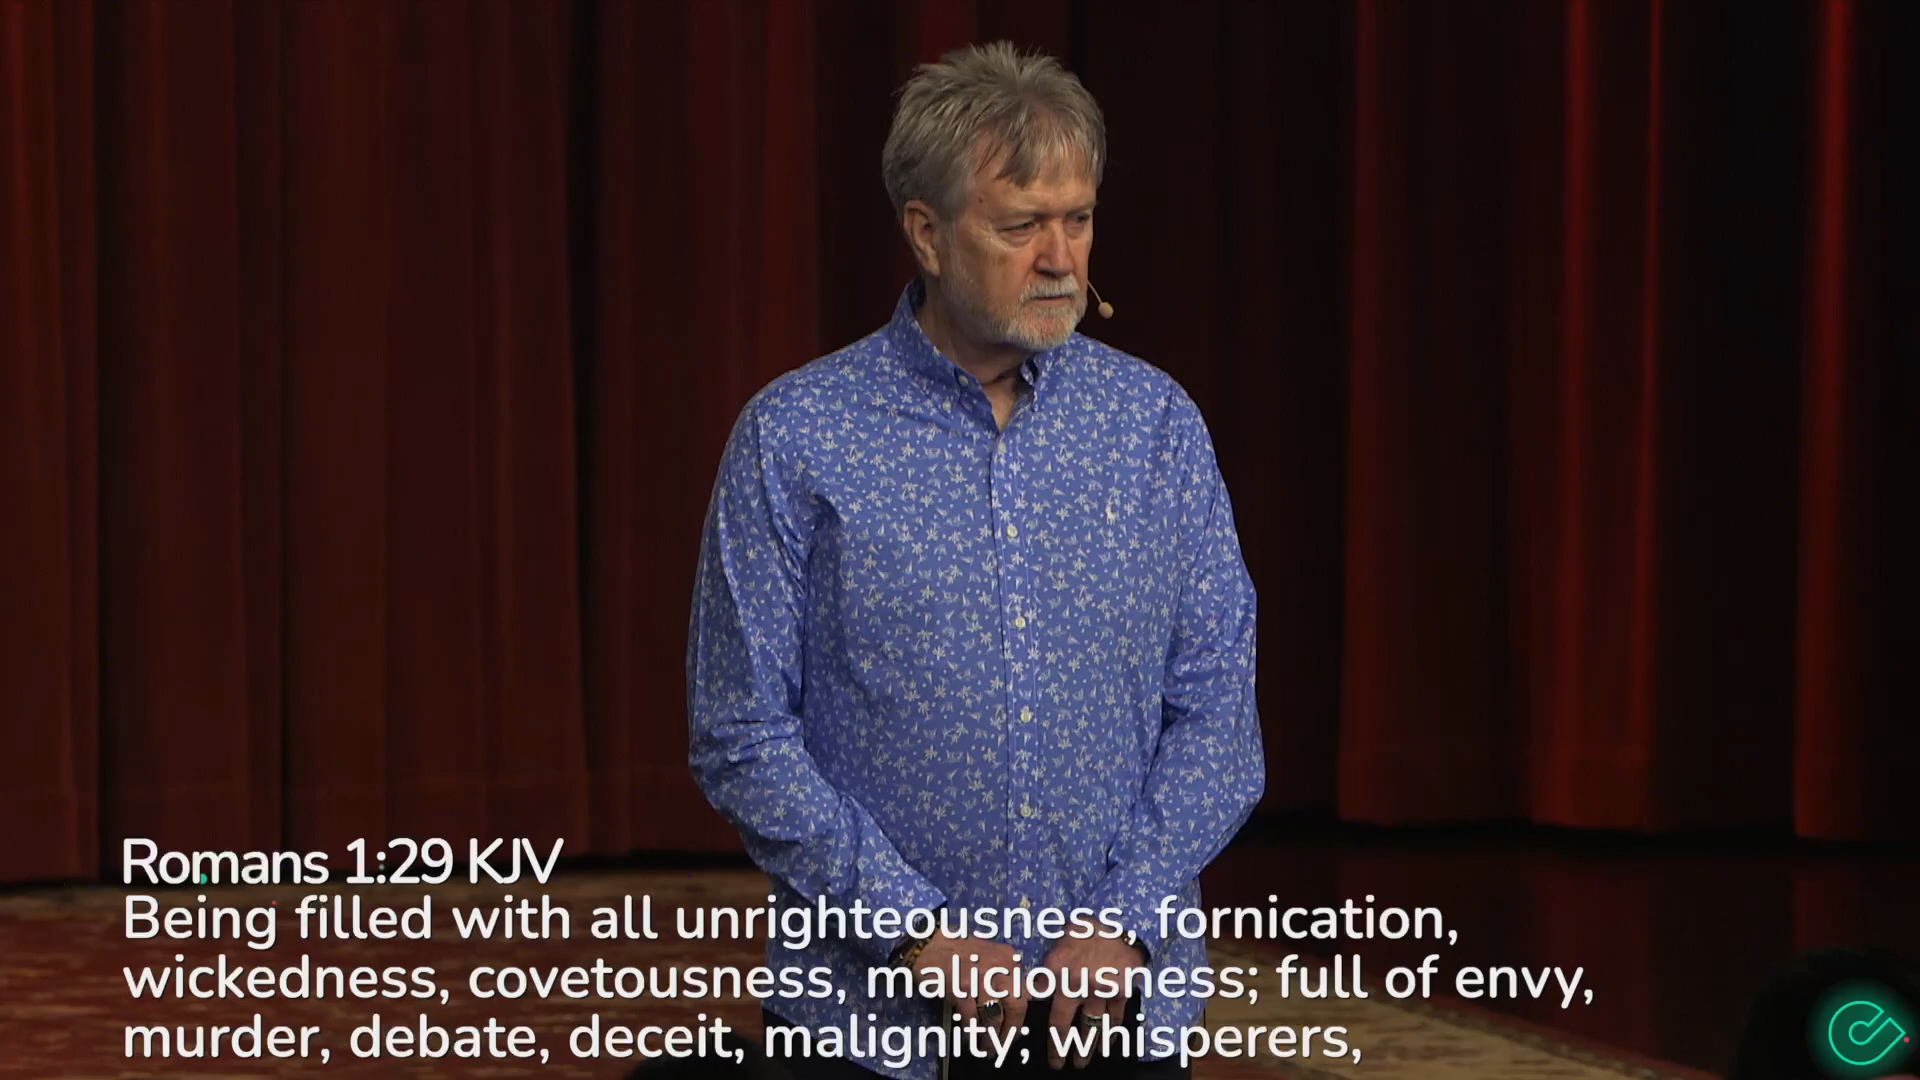 Romans 1:29 KJV
Being filled with all unrighteousness, fornication,
wickedness, covetousness, maliciousness; full of envy,
murder, debate, deceit, malignity; whisperers,